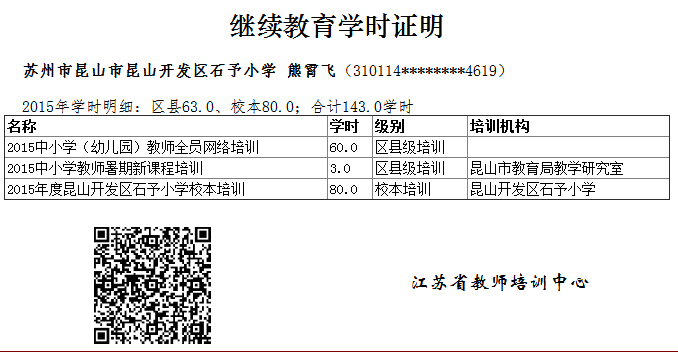 继续教育学时证明
苏州市昆山市昆山开发区石予小学 熊霄飞（310114********4619）
2015年学时明细：区县63.0、校本80.0；合计143.0学时
名称 学时 级别 培训机构
2015中小学（幼儿园）教师全员网络培训 60.0 区县级培训
2015中小学教师暑期新课程培训 3.0 区县级培训 昆山市教育局教学研究室
2015年度昆山开发区石予小学校本培训 80.0 校本培训 昆山开发区石予小学
江苏省教师培训中心